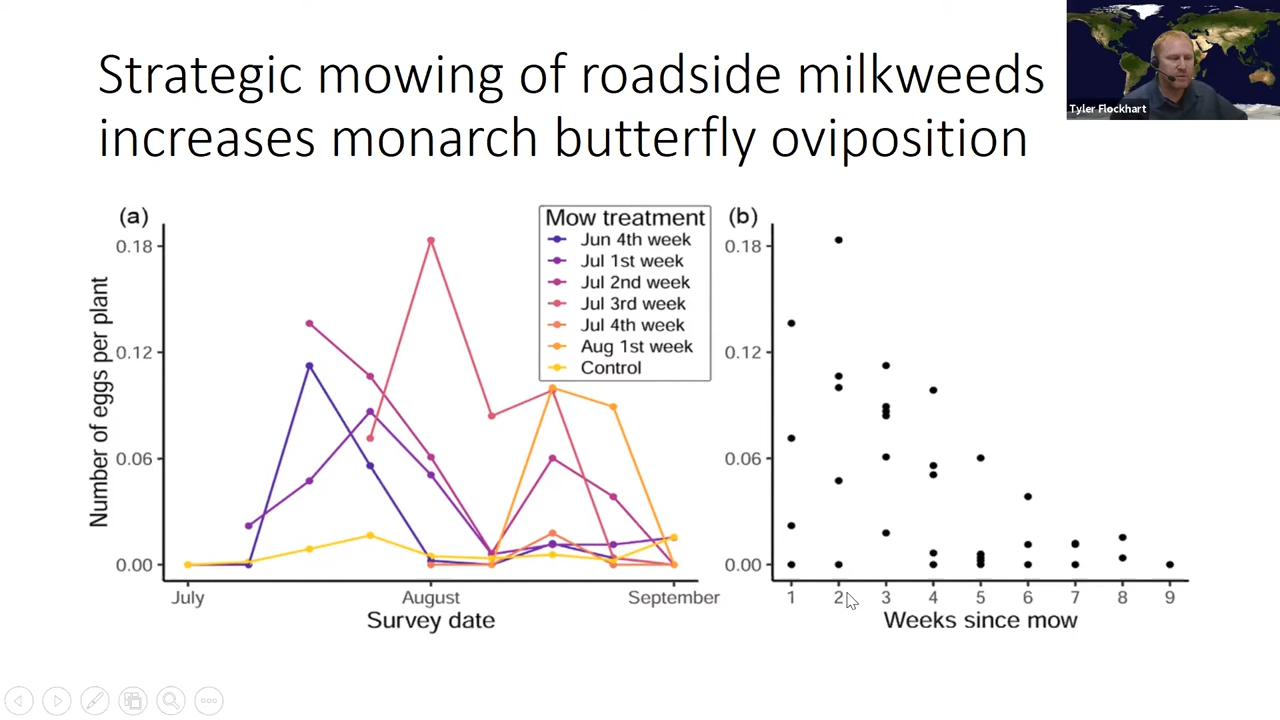 Strategic mowing of roadside milkweeds
increases monarch butterfly oviposition
Tyler Flockhart
(a)
Number of eggs per plant
0.18
0.12
0.06
0.00
July
August
September
Survey date
Mow treatment
Jun 4th week
Jul 1st week
Jul 2nd week
Jul 3rd week
Jul 4th week
Aug 1st week
Control
(b)
0.18
0.12
0.06
0.00
1 2 3 4 5 6 7 8 9
Weeks since mow